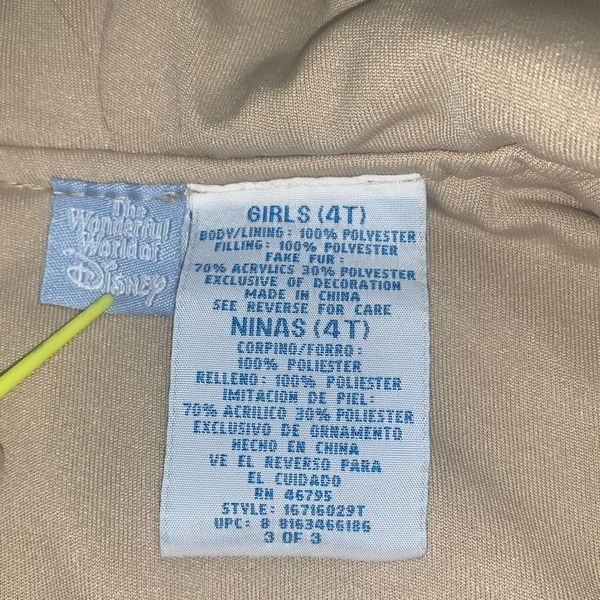 The
Wonderful
World of
DISNEY
GIRLS (4T)
BODY/LINING: 100% POLYESTER
FILLING: 100% POLYESTER
FAKE FUR:
70% ACRYLICS 30% POLYESTER
EXCLUSIVE OF DECORATION
MADE IN CHINA
SEE REVERSE FOR CARE
NINAS (4T)
CORPINO/FORRO:
100% POLIESTER
RELLENO: 100% POLIESTER
IMITACION DE PIEL:
70% ACRILICO 30% POLIESTER
EXCLUSIVO DE ORNAMENTO
HECHO EN CHINA
VE EL REVERSO PARA
EL CUIDADO
RN 46795
STYLE: 16716029T
UPC: 8 8163466186
3 OF 3